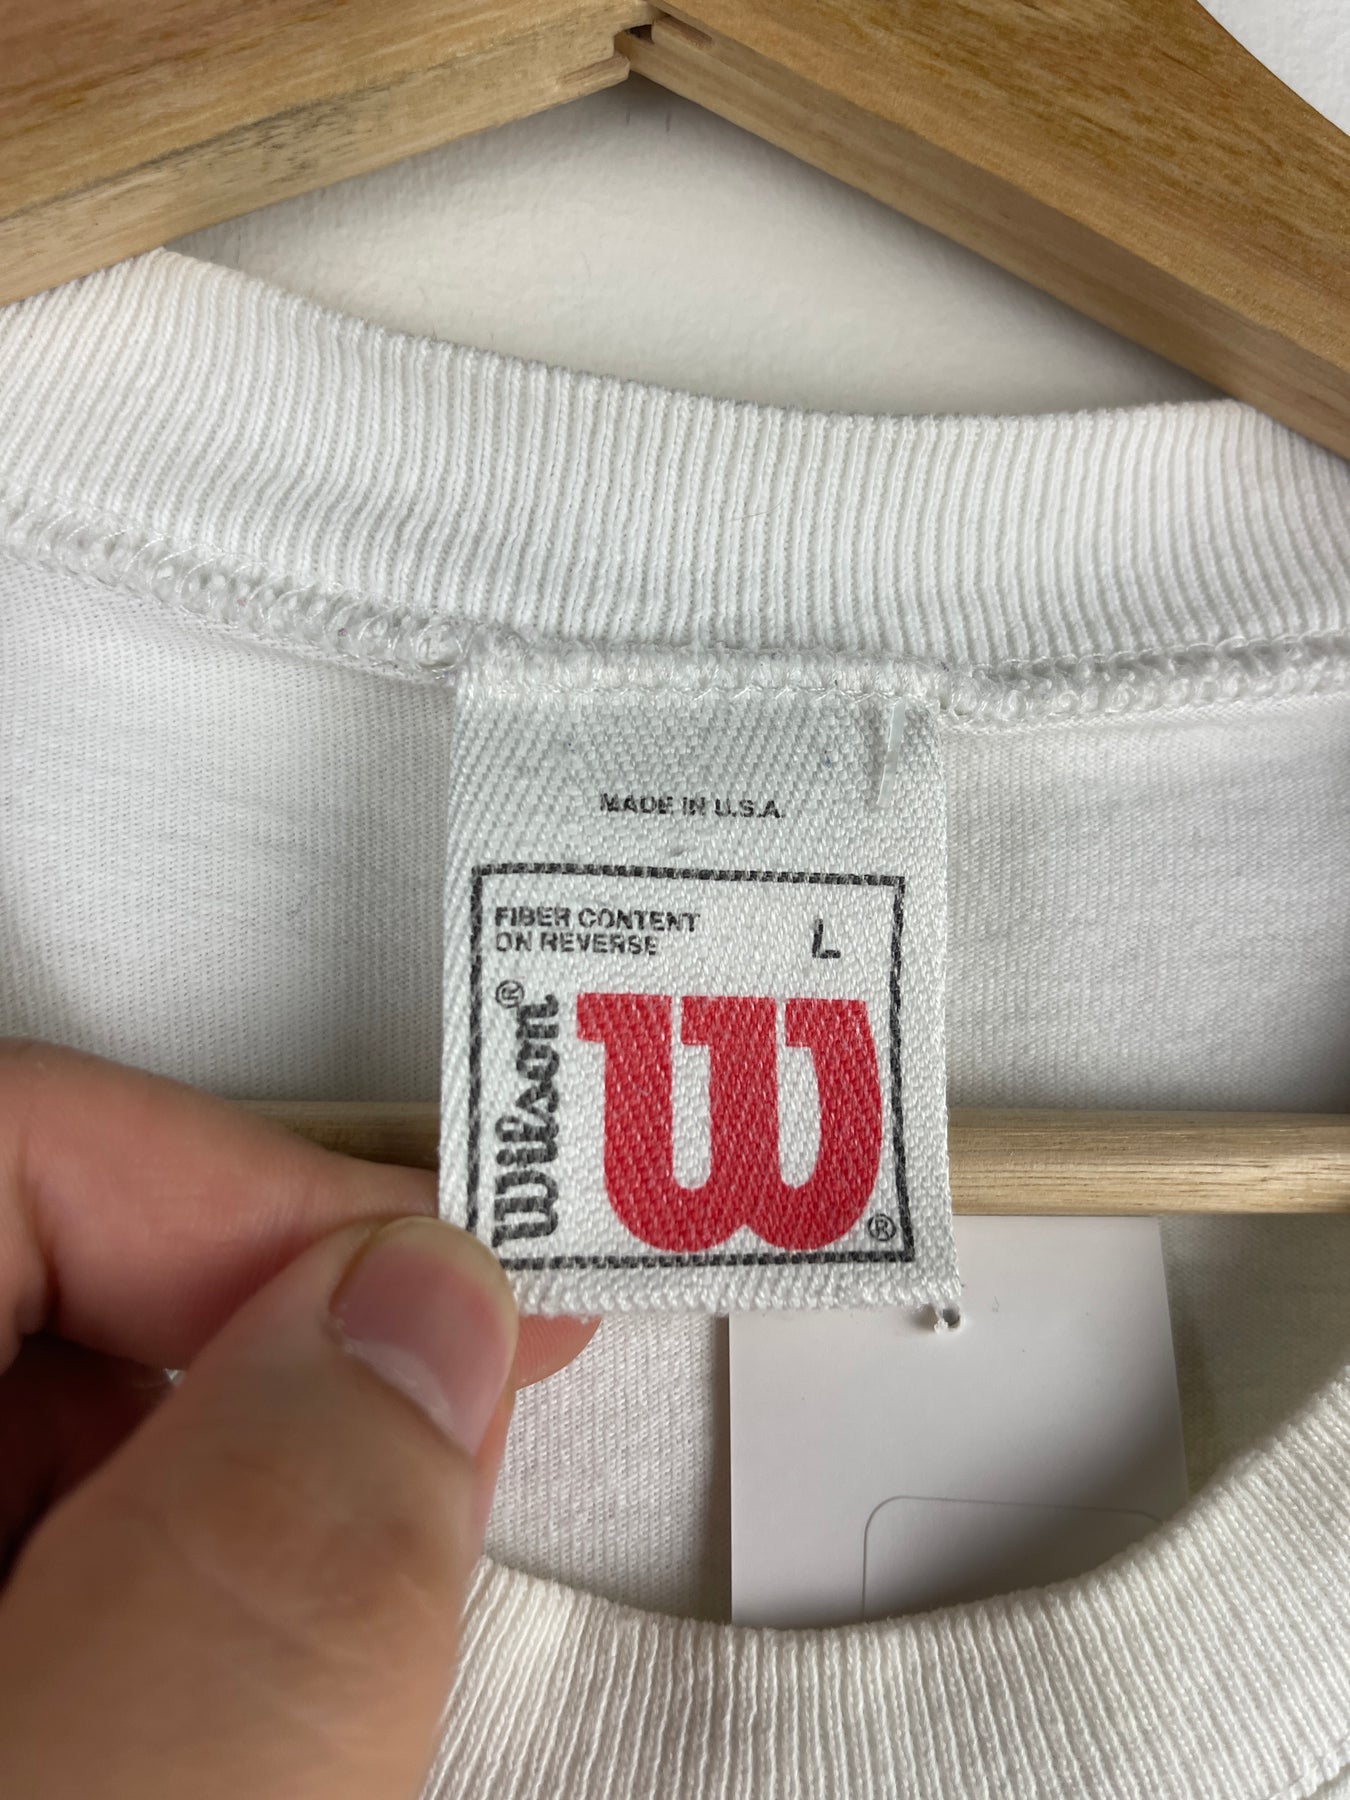 MADE IN U.S.A.
FIBER CONTENT
ON REVERSE
L
Wilson®
W®